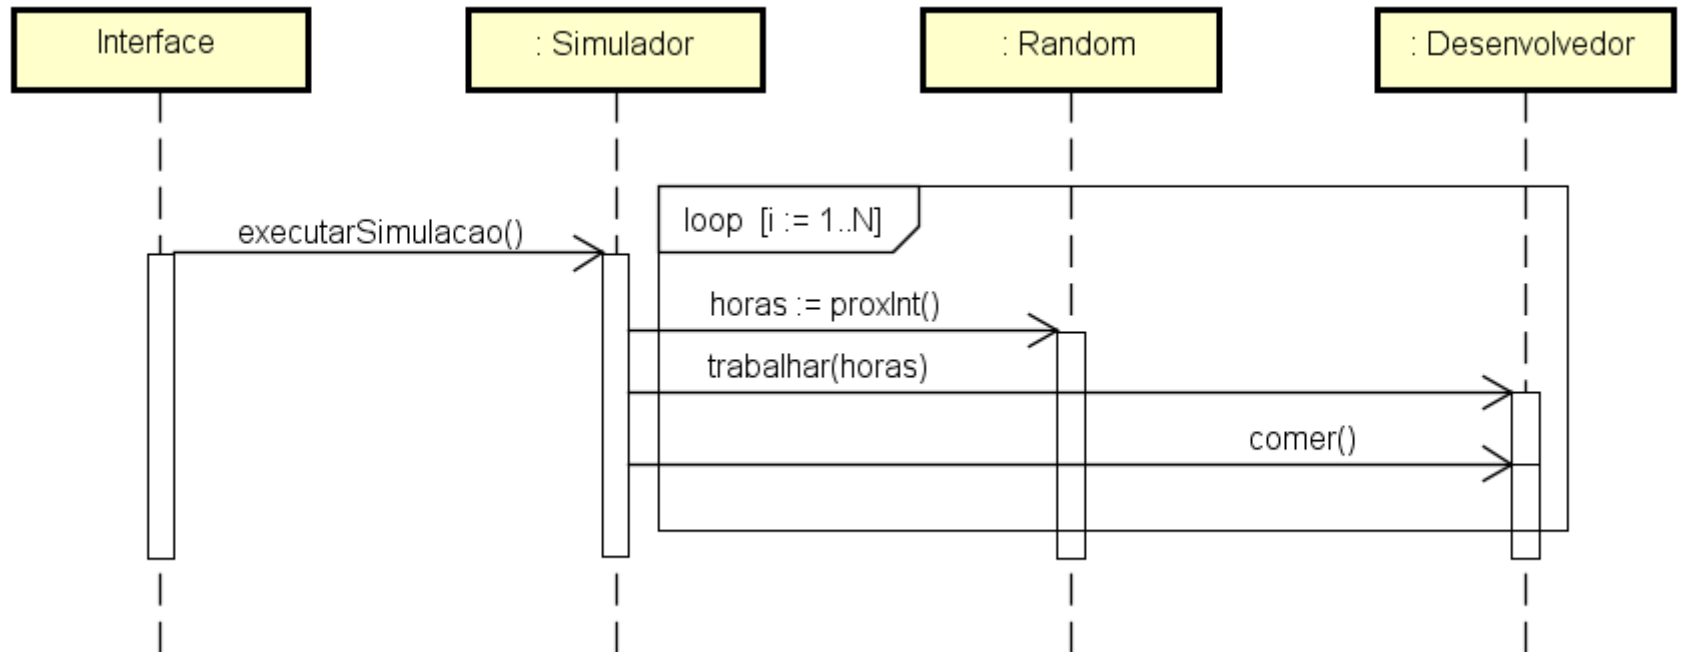 Interface
: Simulador
: Random
: Desenvolvedor
executarSimulacao()
loop [i := 1..N]
horas := proxInt()
trabalhar(horas)
comer()